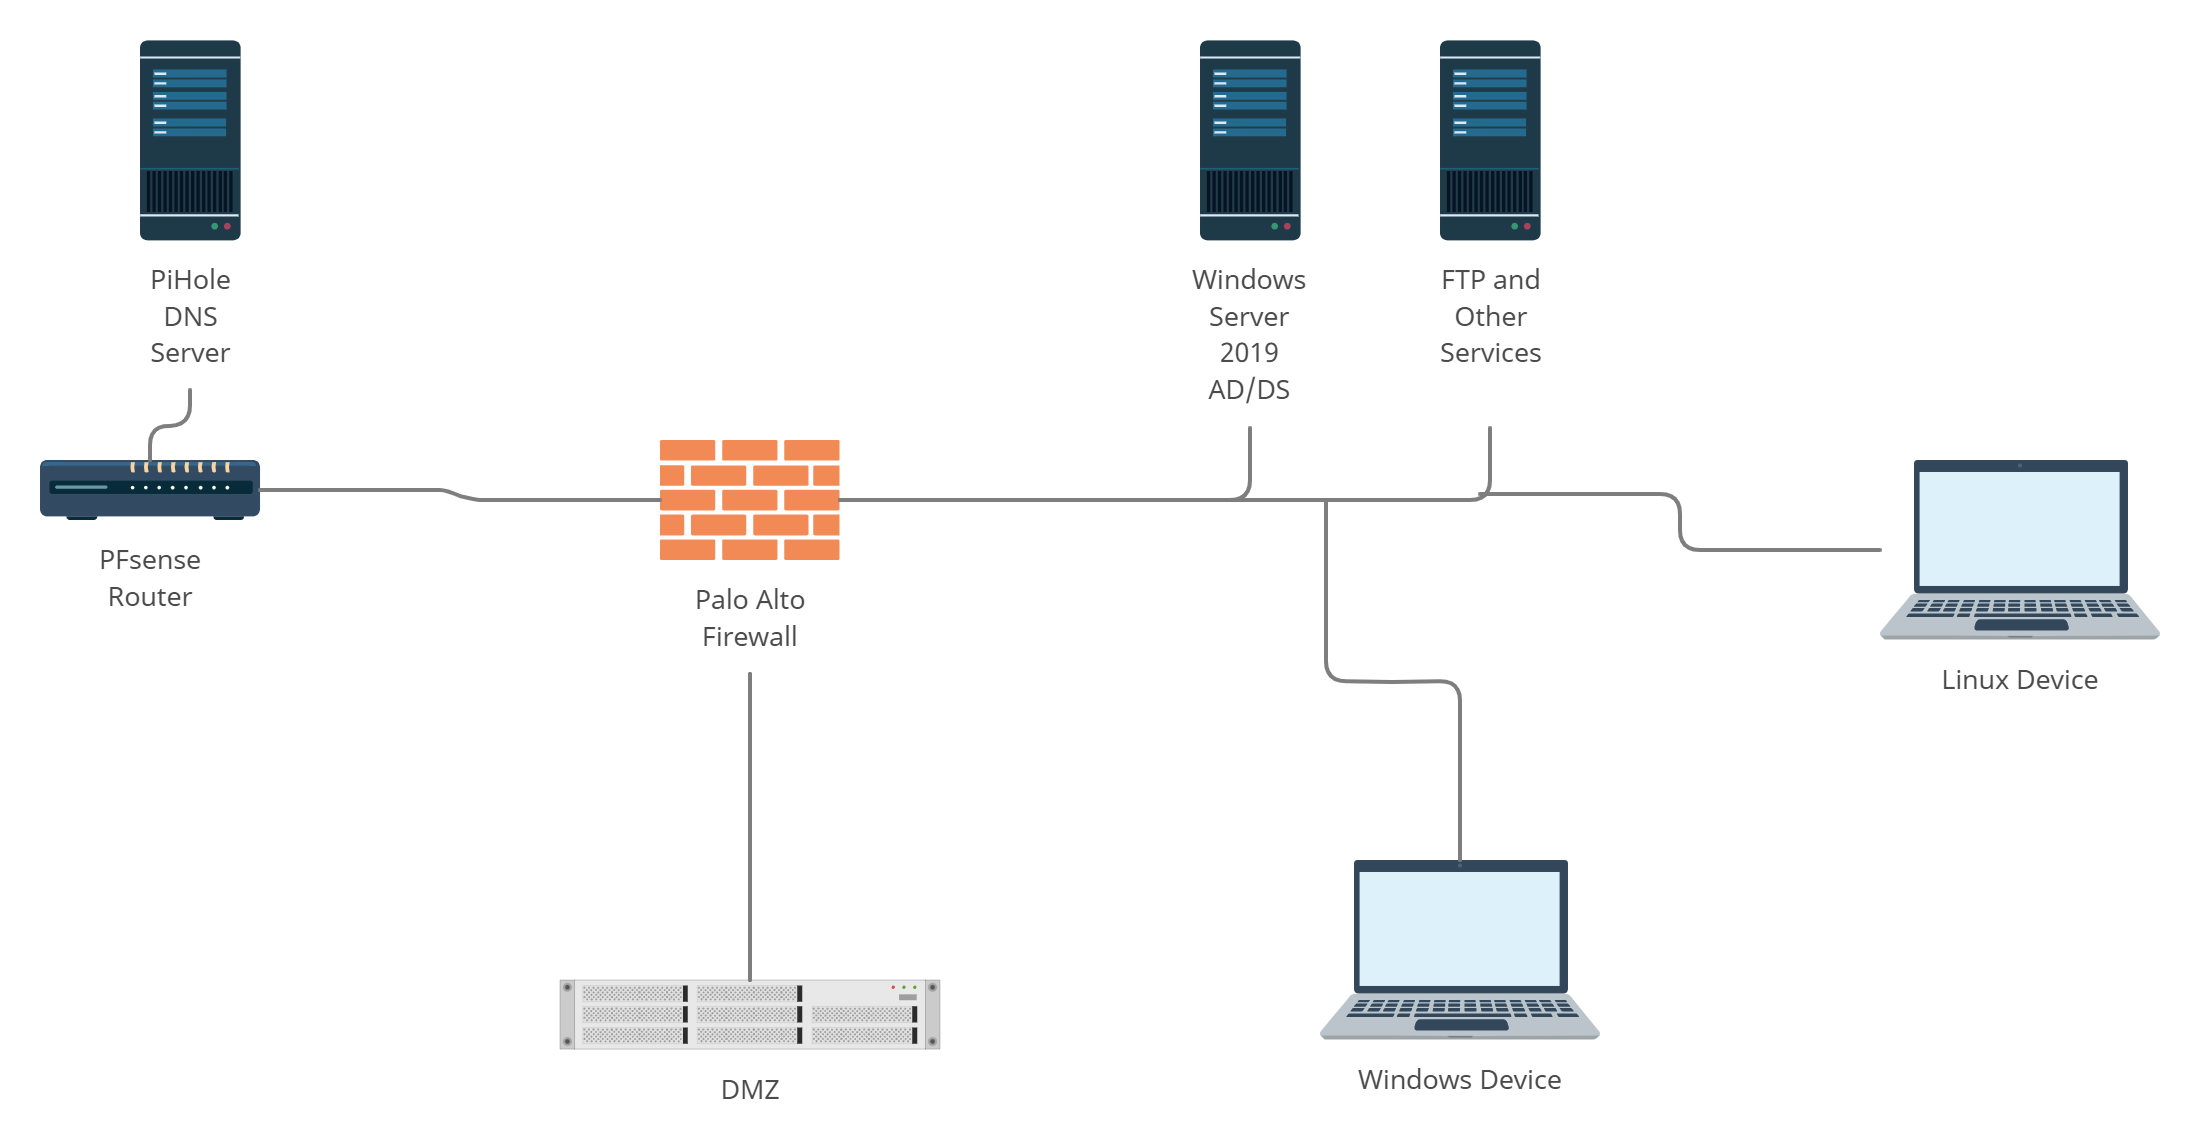 PiHole
DNS
Server
Windows
Server
2019
AD/DS
FTP and
Other
Services
PFsense
Router
Palo Alto
Firewall
Linux Device
DMZ
Windows Device